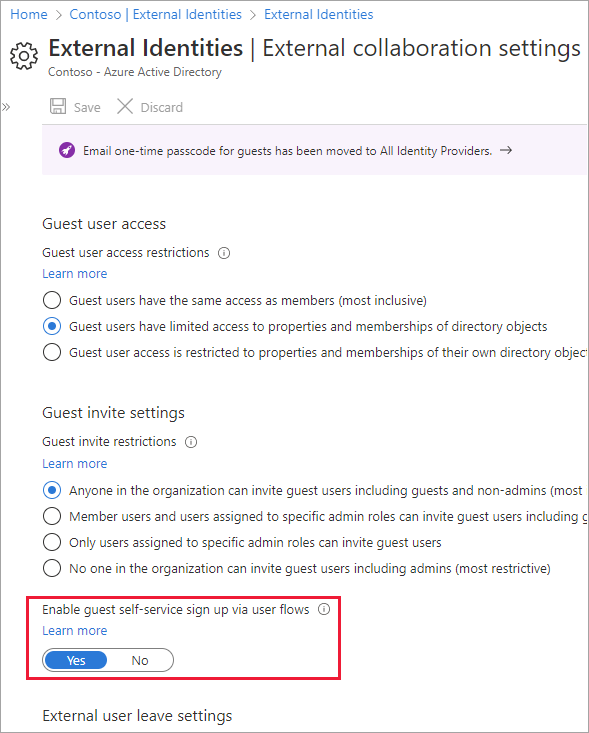 Home > Contoso | External Identities > External Identities
External Identities | External collaboration settings
Contoso - Azure Active Directory
» Save Discard
Email one-time passcode for guests has been moved to All Identity Providers. →
Guest user access
Guest user access restrictions
Learn more
Guest users have the same access as members (most inclusive)
Guest users have limited access to properties and memberships of directory objects
Guest user access is restricted to properties and memberships of their own directory
Guest invite settings
Guest invite restrictions
Learn more
Anyone in the organization can invite guest users including guests and non-admins (most
Member users and users assigned to specific admin roles can invite guest users including
Only users assigned to specific admin roles can invite guest users
No one in the organization can invite guest users including admins (most restrictive)
Enable guest self-service sign up via user flows
Learn more
Yes No
External user leave settings